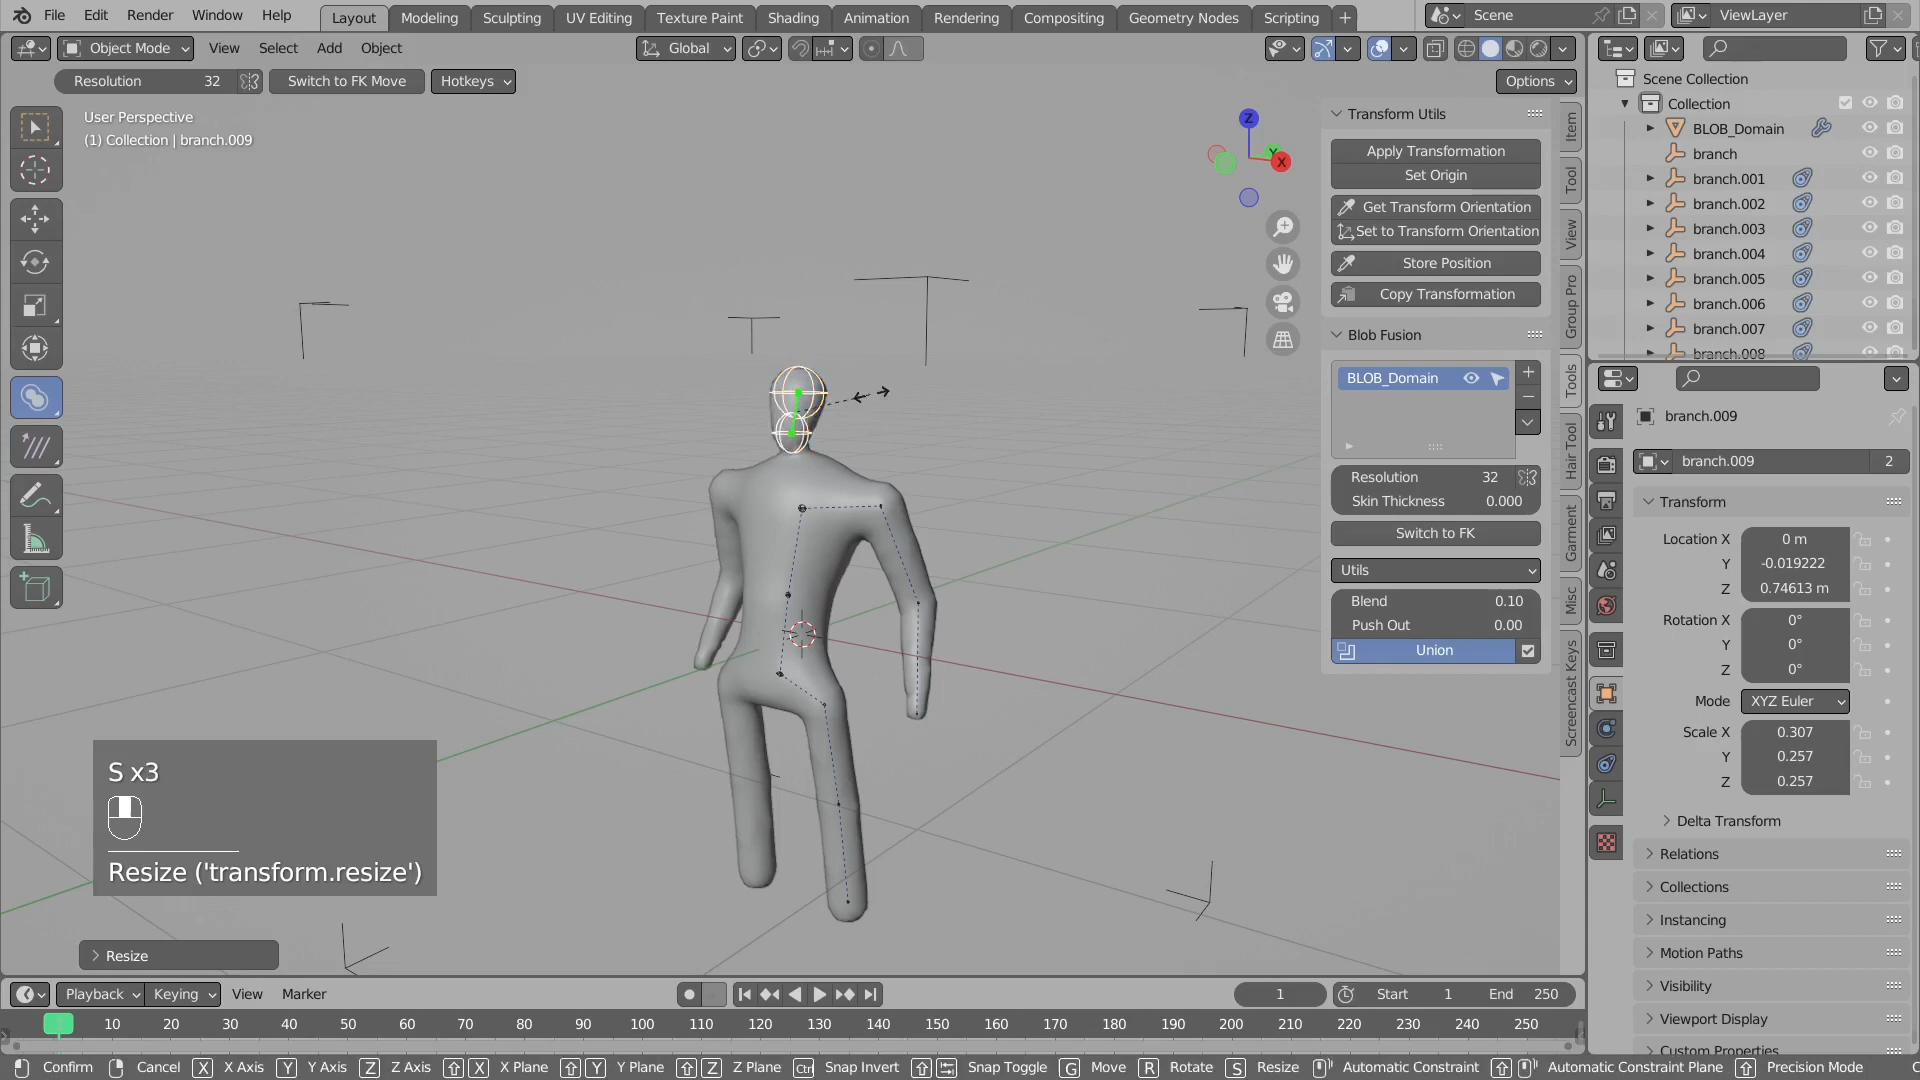 File Edit Render Window Help Layout Modeling Sculpting UV Editing Texture Paint Shading Animation Rendering Compositing Geometry Nodes Scripting + Scene ViewLayer
Object Mode View Select Add Object Global
Resolution 32 Switch to FK Move Hotkeys Options
User Perspective
(1) Collection | branch.009
Z
Y
X
Transform Utils
Apply Transformation
Set Origin
Get Transform Orientation
Set to Transform Orientation
Store Position
Copy Transformation
Blob Fusion
BLOB_Domain
Resolution 32
Skin Thickness 0.000
Switch to FK
Utils
Blend 0.10
Push Out 0.00
Union
Item
Tool
View
Group Pro
Tools
Hair Tool
Garment
Misc
Screencast Keys
Scene Collection
Collection
BLOB_Domain
branch
branch.001
branch.002
branch.003
branch.004
branch.005
branch.006
branch.007
branch.008
branch.009
branch.009 2
Transform
Location X 0 m
Y -0.019222
Z 0.74613 m
Rotation X 0°
Y 0°
Z 0°
Mode XYZ Euler
Scale X 0.307
Y 0.257
Z 0.257
Delta Transform
Relations
Collections
Instancing
Motion Paths
Visibility
Viewport Display
Custom Properties
S x3
Resize ('transform.resize')
Resize
Playback Keying View Marker 1 Start 1 End 250
10 20 30 40 50 60 70 80 90 100 110 120 130 140 150 160 170 180 190 200 210 220 230 240 250
Confirm Cancel X X Axis Y Y Axis Z Z Axis X X Plane Y Y Plane Z Z Plane Ctrl Snap Invert Snap Toggle G Move R Rotate S Resize Automatic Constraint Automatic Constraint Plane Precision Mode